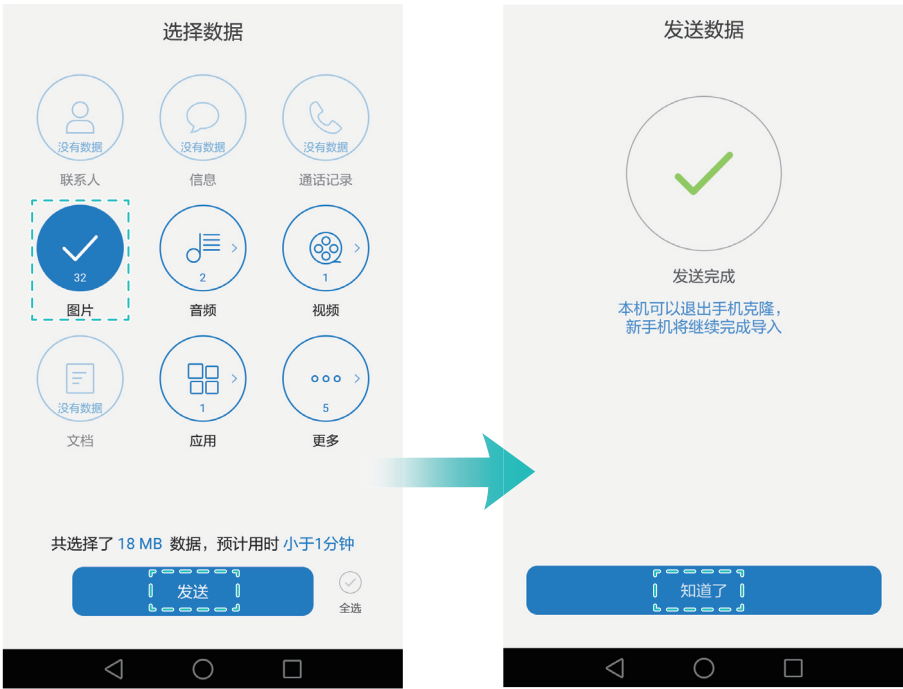 选择数据
没有数据
没有数据
没有数据
联系人
信息
通话记录
32
2
1
图片
音频
视频
没有数据
1
5
文档
应用
更多
共选择了 18 MB 数据，预计用时 小于1分钟
发送
全选
发送数据
发送完成
本机可以退出手机克隆，
新手机将继续完成导入
知道了